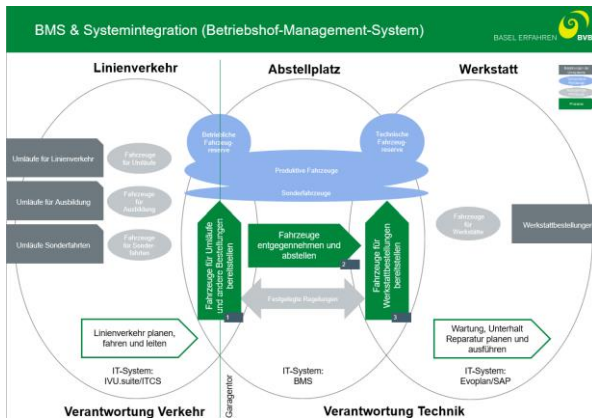 BMS & Systemintegration (Betriebshof-Management-System)
BASEL ERFAHREN
BVB
Linienverkehr
Abstellplatz
Werkstatt
Betriebliche
Fahrzeug-
reserve
Technische
Fahrzeug-
reserve
Produktive Fahrzeuge
Sonderfahrzeuge
Umläufe für Linienverkehr
Fahrzeuge
für Umläufe
Umläufe für Ausbildung
Fahrzeuge
für
Ausbildung
Umläufe Sonderfahrten
Fahrzeuge
für Sonder
fahrten
Fahrzeuge für Umläufe
und andere Bestellungen
bereitstellen
1
Fahrzeuge
entgegennehmen und
abstellen
2
Fahrzeuge für
Werkstattbestellungen
bereitstellen
3
Festgelegte Regelungen
Fahrzeuge
für
Werkstätte
Werkstattbestellungen
Linienverkehr planen,
fahren und leiten
Wartung, Unterhalt
Reparatur planen und
ausführen
IT-System:
IVU.suite/ITCS
IT-System:
BMS
IT-System:
Evoplan/SAP
Garagentor
Verantwortung Verkehr
Verantwortung Technik